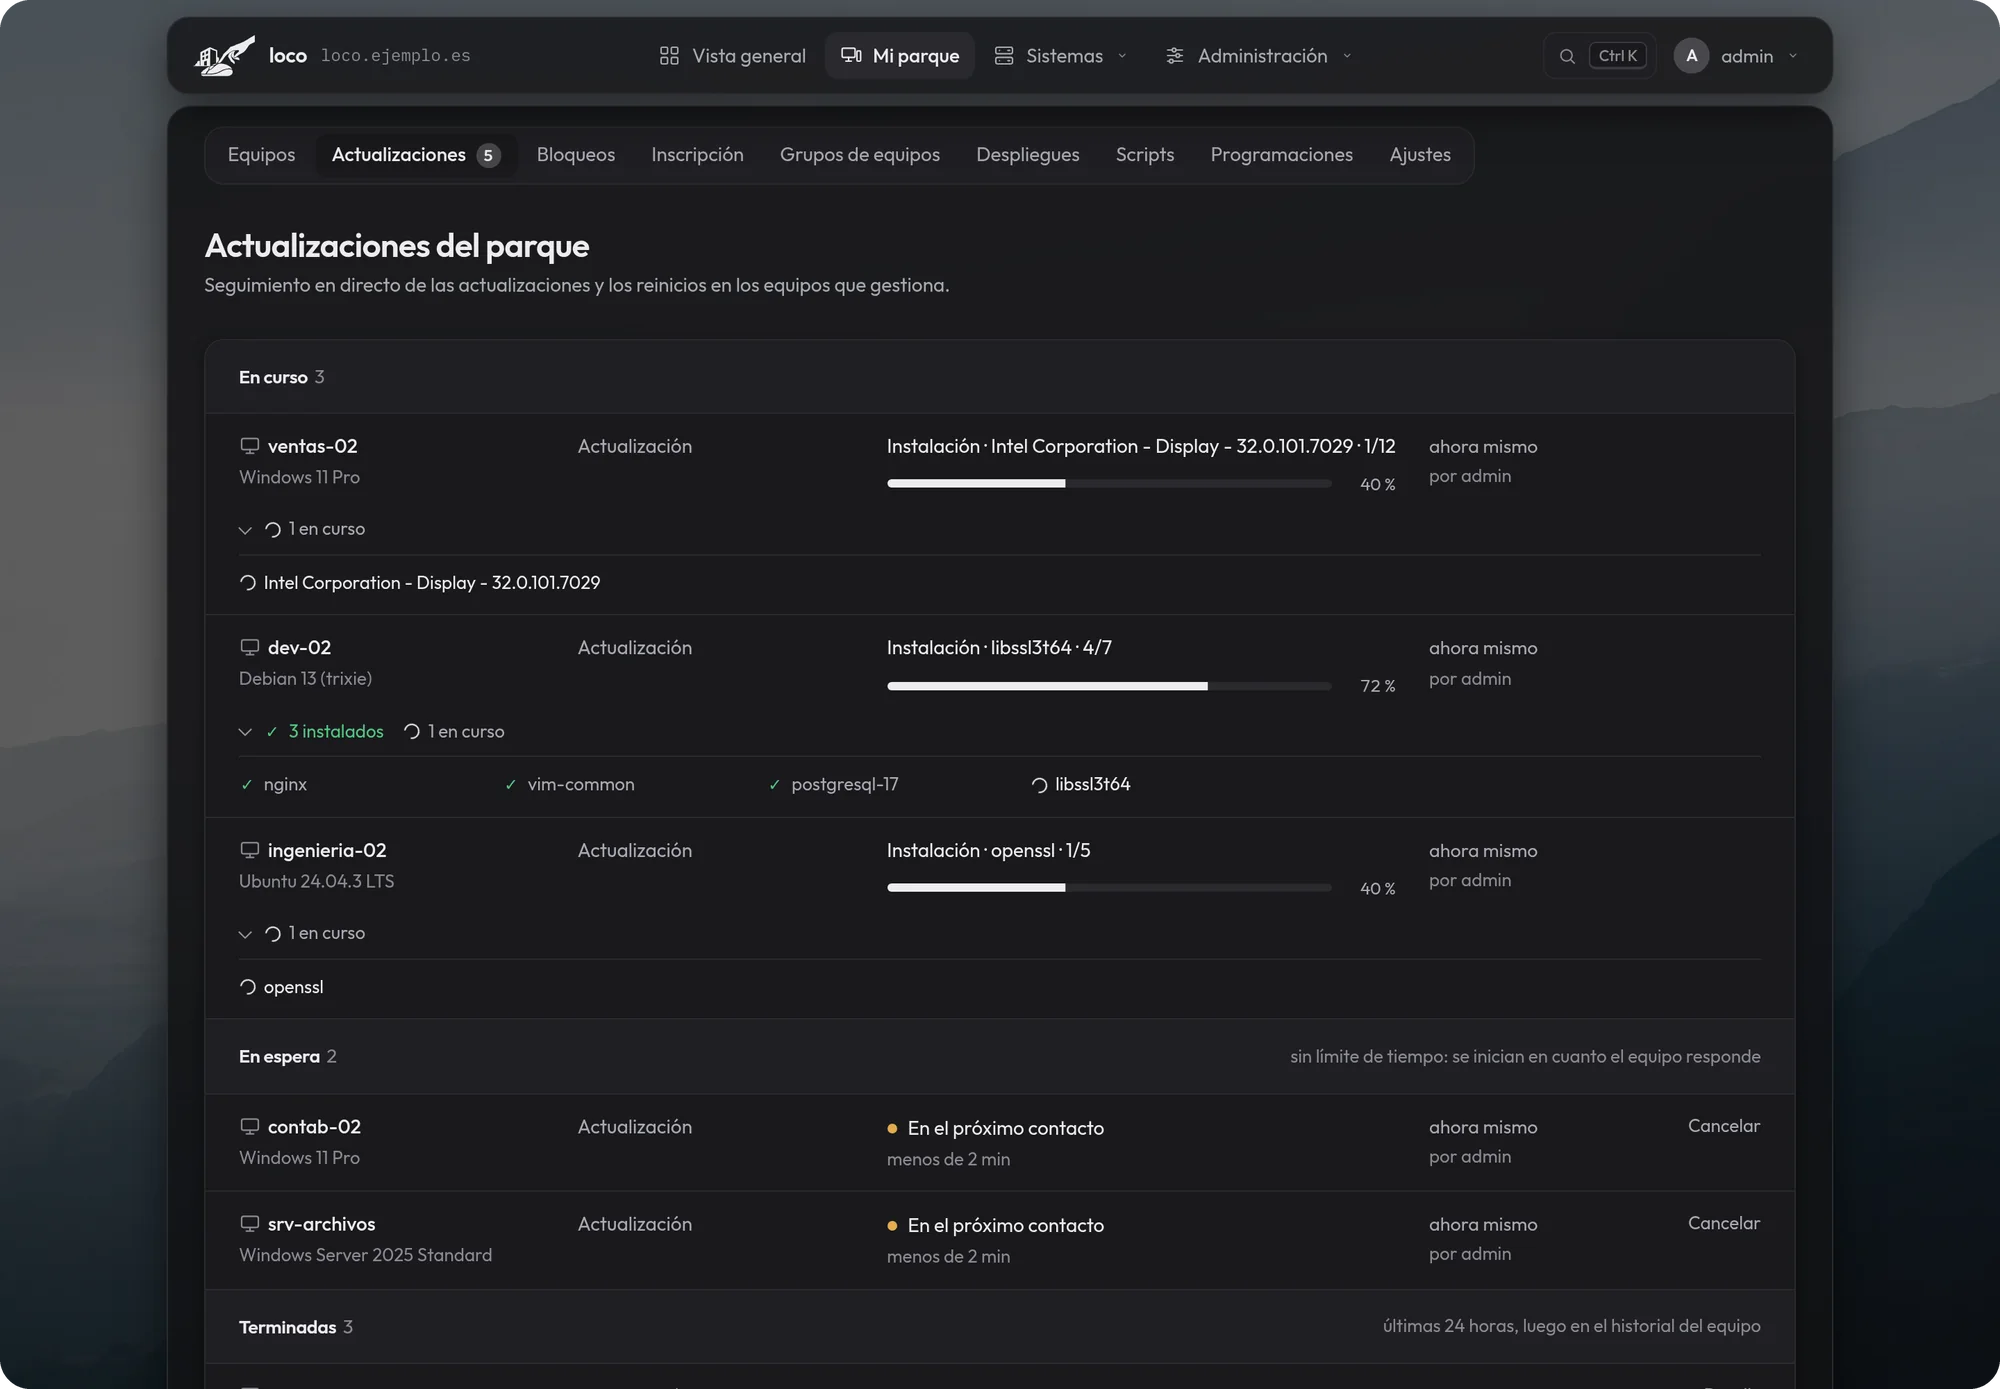 loco loco.ejemplo.es Vista general Mi parque Sistemas Administración Ctrl K A admin
Equipos Actualizaciones 5 Bloqueos Inscripción Grupos de equipos Despliegues Scripts Programaciones Ajustes
Actualizaciones del parque
Seguimiento en directo de las actualizaciones y los reinicios en los equipos que gestiona.
En curso 3
ventas-02 Actualización Instalación · Intel Corporation - Display - 32.0.101.7029 · 1/12 ahora mismo
Windows 11 Pro 40 % por admin
1 en curso
Intel Corporation - Display - 32.0.101.7029
dev-02 Actualización Instalación · libssl3t64 · 4/7 ahora mismo
Debian 13 (trixie) 72 % por admin
✓ 3 instalados 1 en curso
✓ nginx ✓ vim-common ✓ postgresql-17 libssl3t64
ingenieria-02 Actualización Instalación · openssl · 1/5 ahora mismo
Ubuntu 24.04.3 LTS 40 % por admin
1 en curso
openssl
En espera 2 sin límite de tiempo: se inician en cuanto el equipo responde
contab-02 Actualización En el próximo contacto ahora mismo Cancelar
Windows 11 Pro menos de 2 min por admin
srv-archivos Actualización En el próximo contacto ahora mismo Cancelar
Windows Server 2025 Standard menos de 2 min por admin
Terminadas 3 últimas 24 horas, luego en el historial del equipo